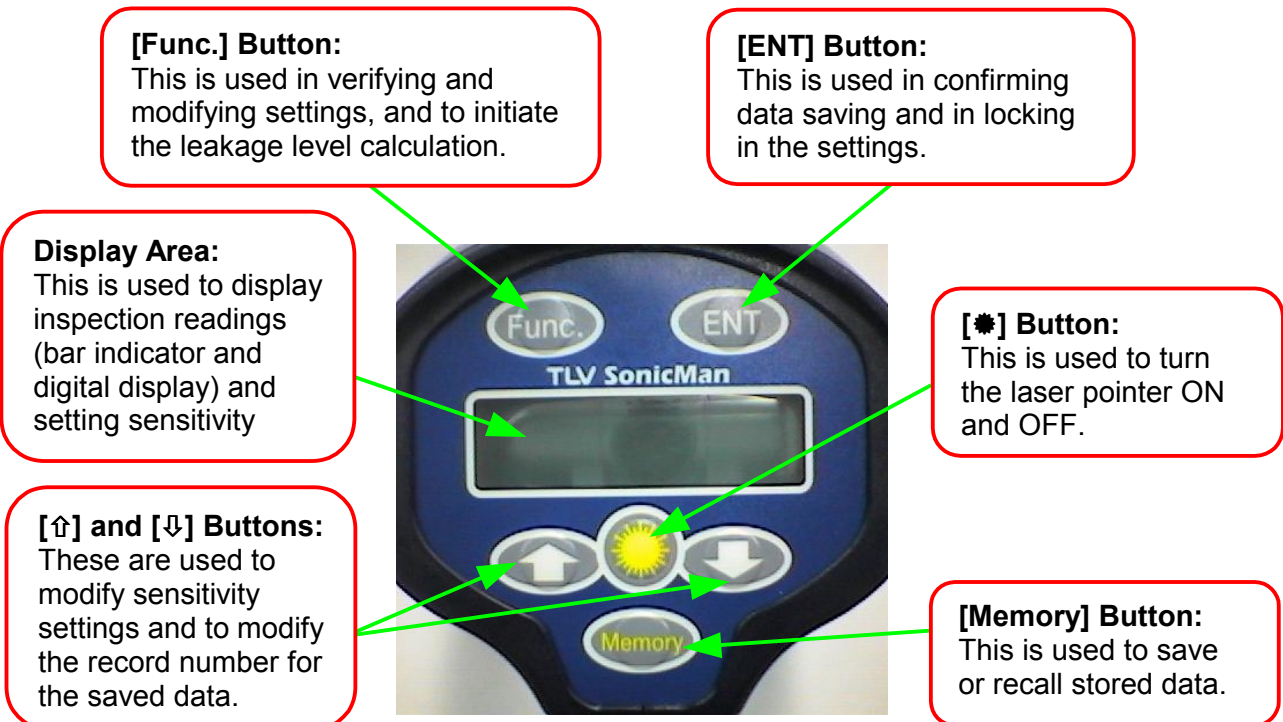 [Func.] Button:
This is used in verifying and
modifying settings, and to initiate
the leakage level calculation.
[ENT] Button:
This is used in confirming
data saving and in locking
in the settings.
Display Area:
This is used to display
inspection readings
(bar indicator and
digital display) and
setting sensitivity
Func.
ENT
TLV SonicMan
[✹] Button:
This is used to turn
the laser pointer ON
and OFF.
[⇧] and [⇩] Buttons:
These are used to
modify sensitivity
settings and to modify
the record number for
the saved data.
Memory
[Memory] Button:
This is used to save
or recall stored data.